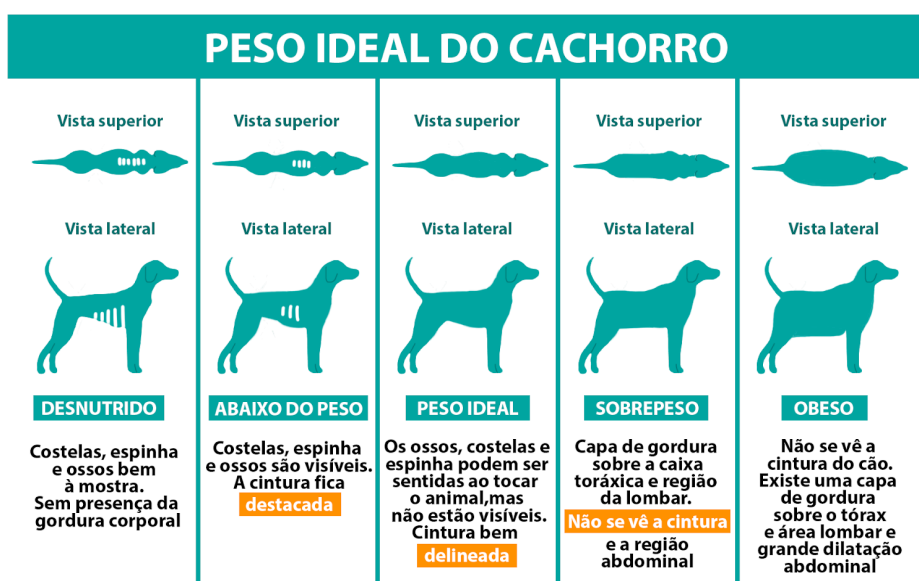 PESO IDEAL DO CACHORRO
Vista superior
Vista lateral
DESNUTRIDO
Costelas, espinha
e ossos bem
à mostra.
Sem presença da
gordura corporal
Vista superior
Vista lateral
ABAIXO DO PESO
Costelas, espinha
e ossos são visíveis.
A cintura fica
destacada
Vista superior
Vista lateral
PESO IDEAL
Os ossos, costelas e
espinha podem ser
sentidas ao tocar
o animal,mas
não estão visíveis.
Cintura bem
delineada
Vista superior
Vista lateral
SOBREPESO
Capa de gordura
sobre a caixa
toráxica e região
da lombar.
Não se vê a cintura
e a região
abdominal
Vista superior
Vista lateral
OBESO
Não se vê a
cintura do cão.
Existe uma capa
de gordura
sobre o tórax
e área lombar e
grande dilatação
abdominal